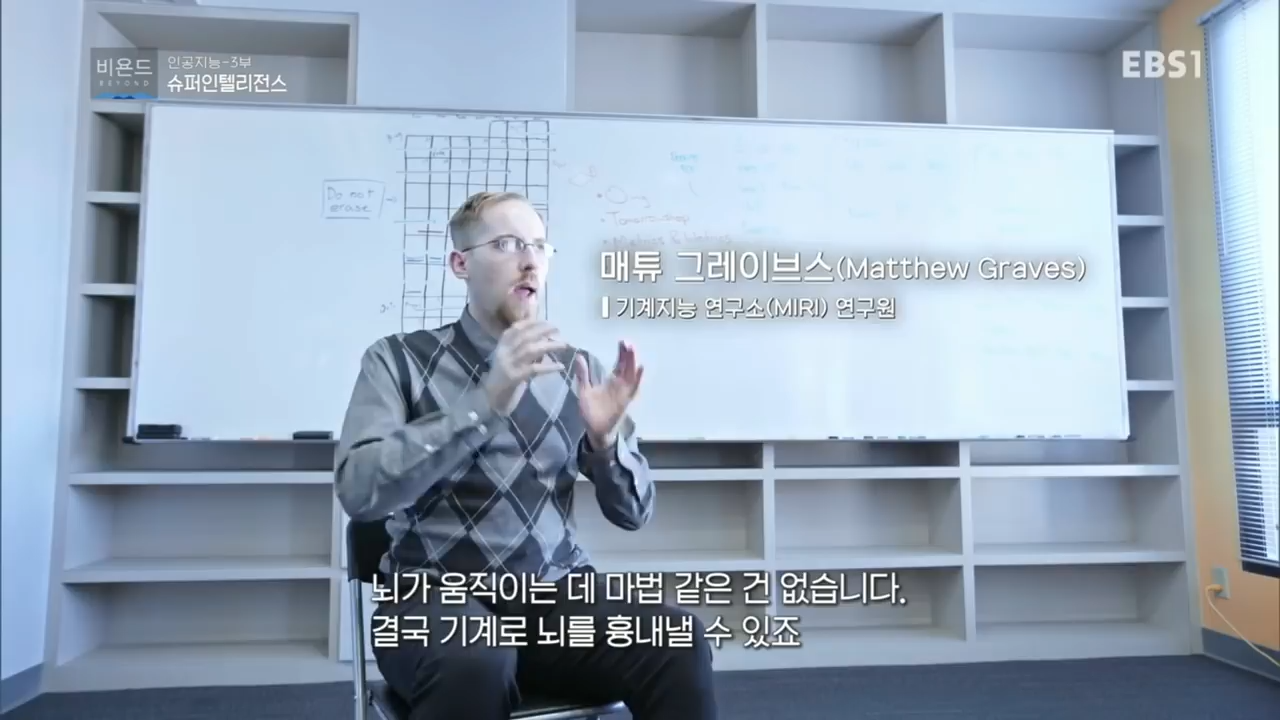 비욘드
BEYOND
인공지능-3부
슈퍼인텔리전스
EBS1
Do not
erase
매튜 그레이브스(Matthew Graves)
기계지능 연구소(MIRI) 연구원
뇌가 움직이는 데 마법 같은 건 없습니다.
결국 기계로 뇌를 흉내낼 수 있죠